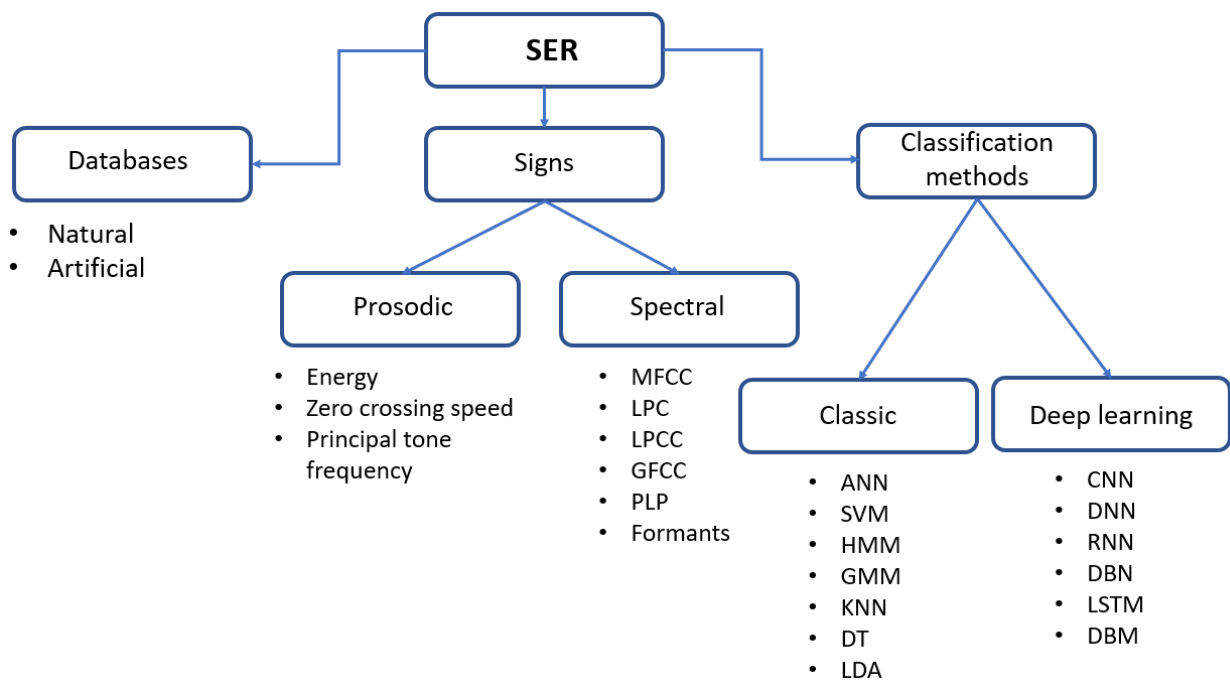 SER
Databases
• Natural
• Artificial
Signs
Prosodic
• Energy
• Zero crossing speed
• Principal tone
frequency
Spectral
• MFCC
• LPC
• LPCC
• GFCC
• PLP
• Formants
Classification
methods
Classic
• ANN
• SVM
• HMM
• GMM
• KNN
• DT
• LDA
Deep learning
• CNN
• DNN
• RNN
• DBN
• LSTM
• DBM